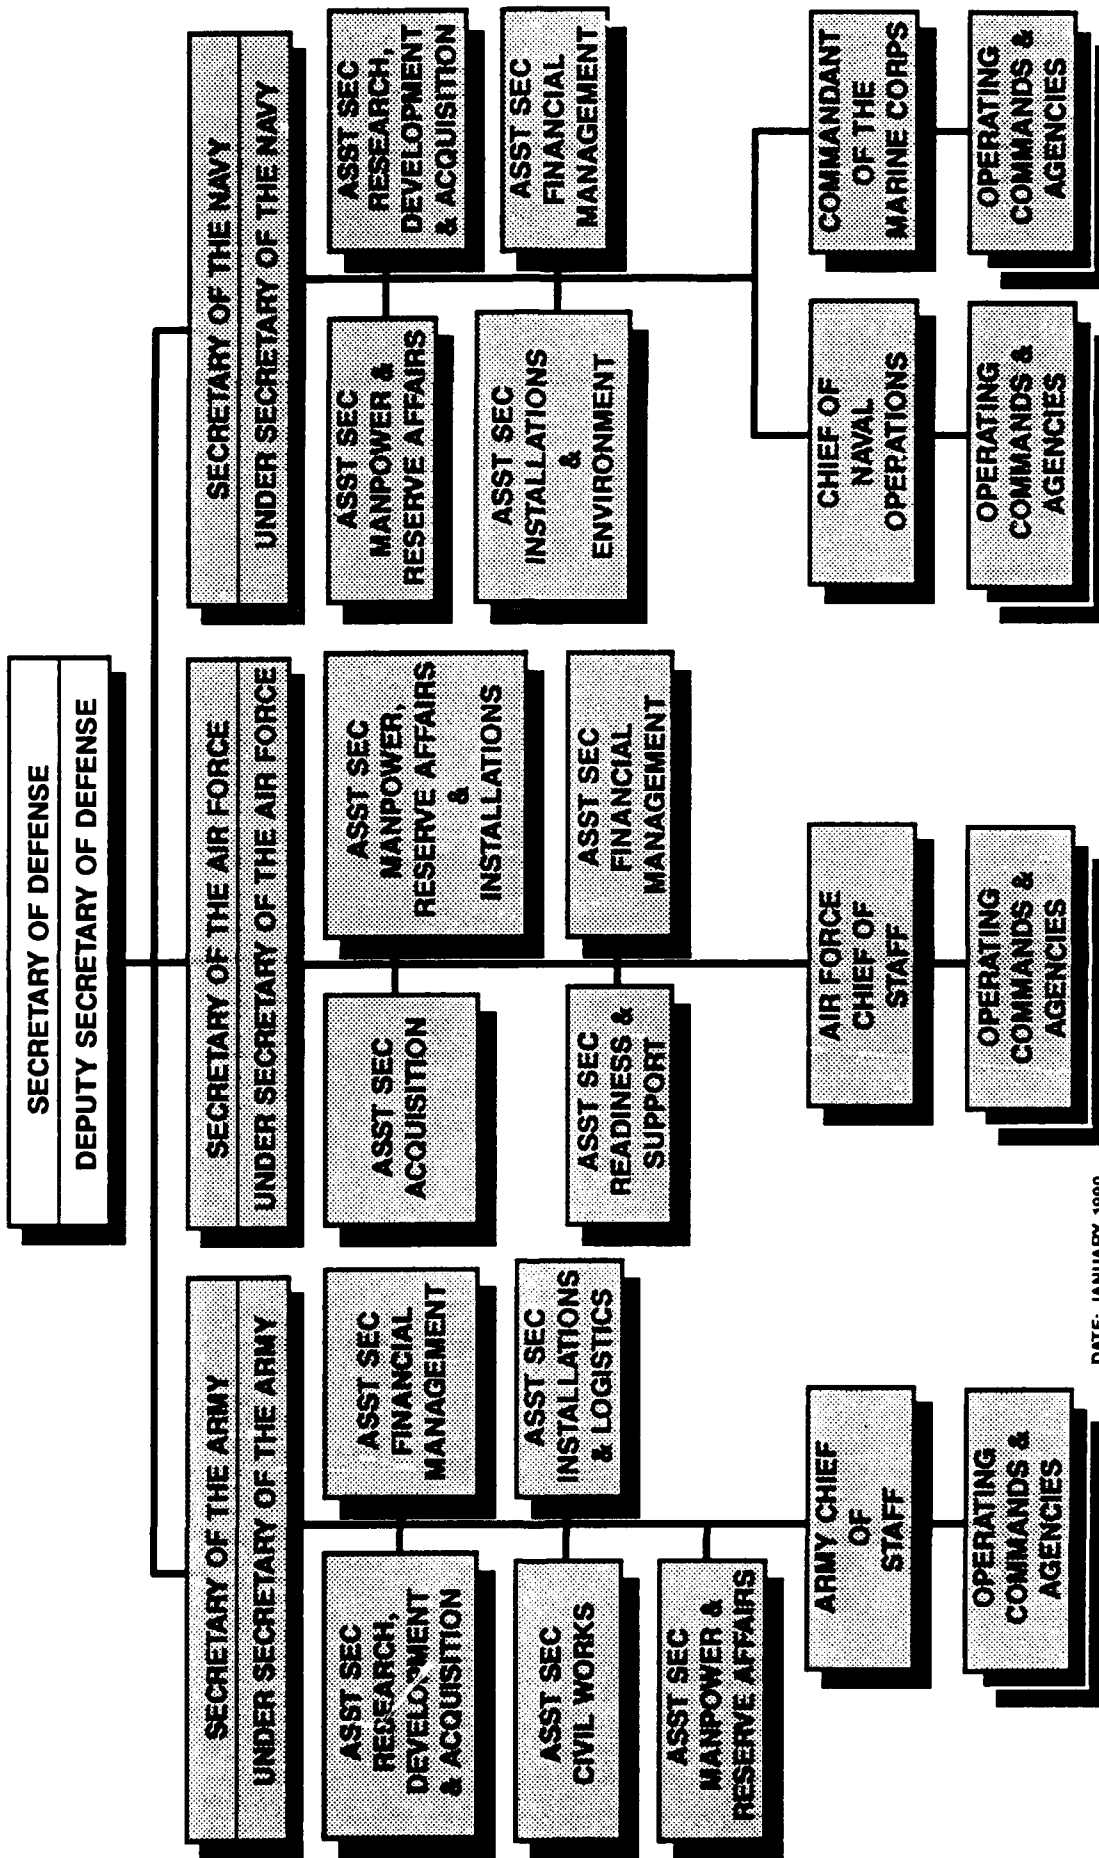 SECRETARY OF DEFENSE
DEPUTY SECRETARY OF DEFENSE
SECRETARY OF THE ARMY
UNDER SECRETARY OF THE ARMY
ASST SEC
RESEARCH,
DEVELOPMENT
& ACQUISITION
ASST SEC
FINANCIAL
MANAGEMENT
ASST SEC
CIVIL WORKS
ASST SEC
INSTALLATIONS
& LOGISTICS
ASST SEC
MANPOWER &
RESERVE AFFAIRS
ARMY CHIEF
OF
STAFF
OPERATING
COMMANDS &
AGENCIES
SECRETARY OF THE AIR FORCE
UNDER SECRETARY OF THE AIR FORCE
ASST SEC
ACQUISITION
ASST SEC
MANPOWER,
RESERVE AFFAIRS
&
INSTALLATIONS
ASST SEC
READINESS &
SUPPORT
ASST SEC
FINANCIAL
MANAGEMENT
AIR FORCE
CHIEF OF
STAFF
OPERATING
COMMANDS &
AGENCIES
SECRETARY OF THE NAVY
UNDER SECRETARY OF THE NAVY
ASST SEC
MANPOWER &
RESERVE AFFAIRS
ASST SEC
RESEARCH,
DEVELOPMENT
& ACQUISITION
ASST SEC
INSTALLATIONS
&
ENVIRONMENT
ASST SEC
FINANCIAL
MANAGEMENT
CHIEF OF
NAVAL
OPERATIONS
OPERATING
COMMANDS &
AGENCIES
COMMANDANT
OF THE
MARINE CORPS
OPERATING
COMMANDS &
AGENCIES
DATE: JANUARY